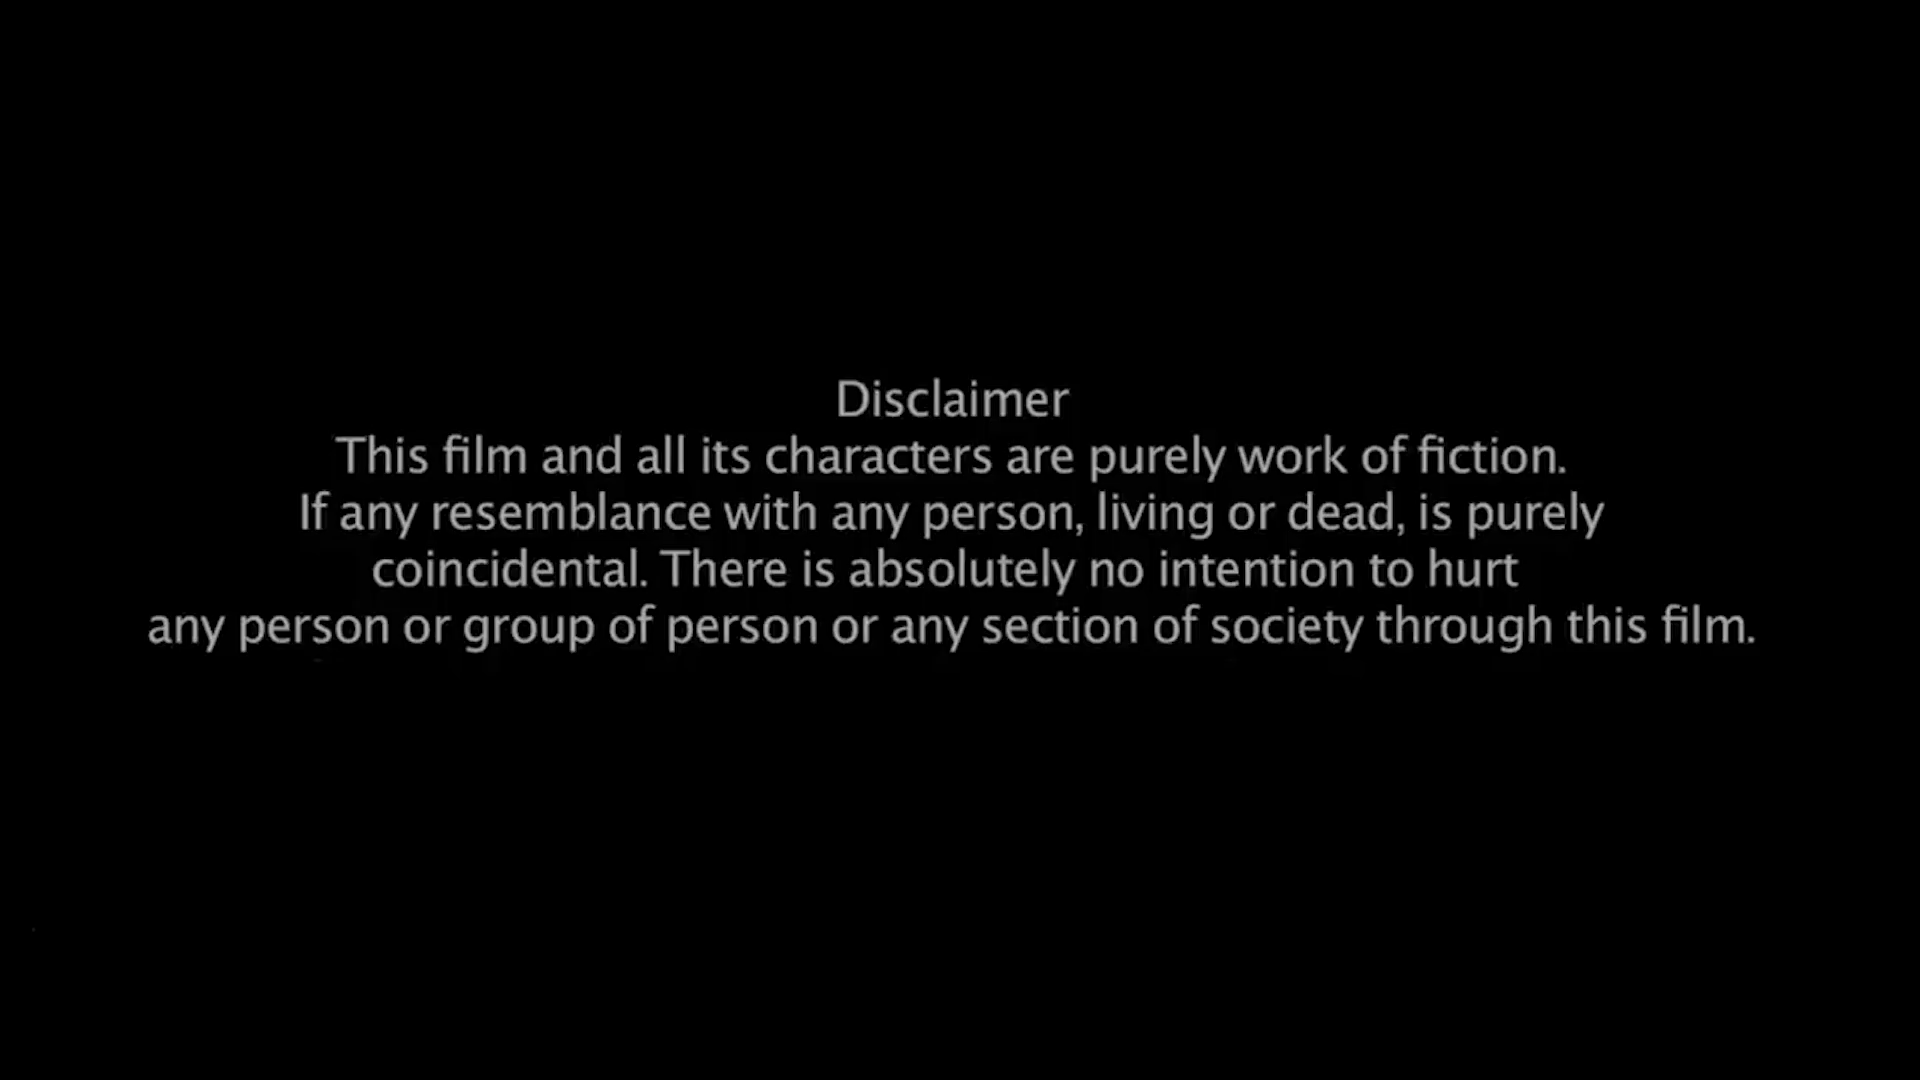 Disclaimer
This film and all its characters are purely work of fiction.
If any resemblance with any person, living or dead, is purely
coincidental. There is absolutely no intention to hurt
any person or group of person or any section of society through this film.